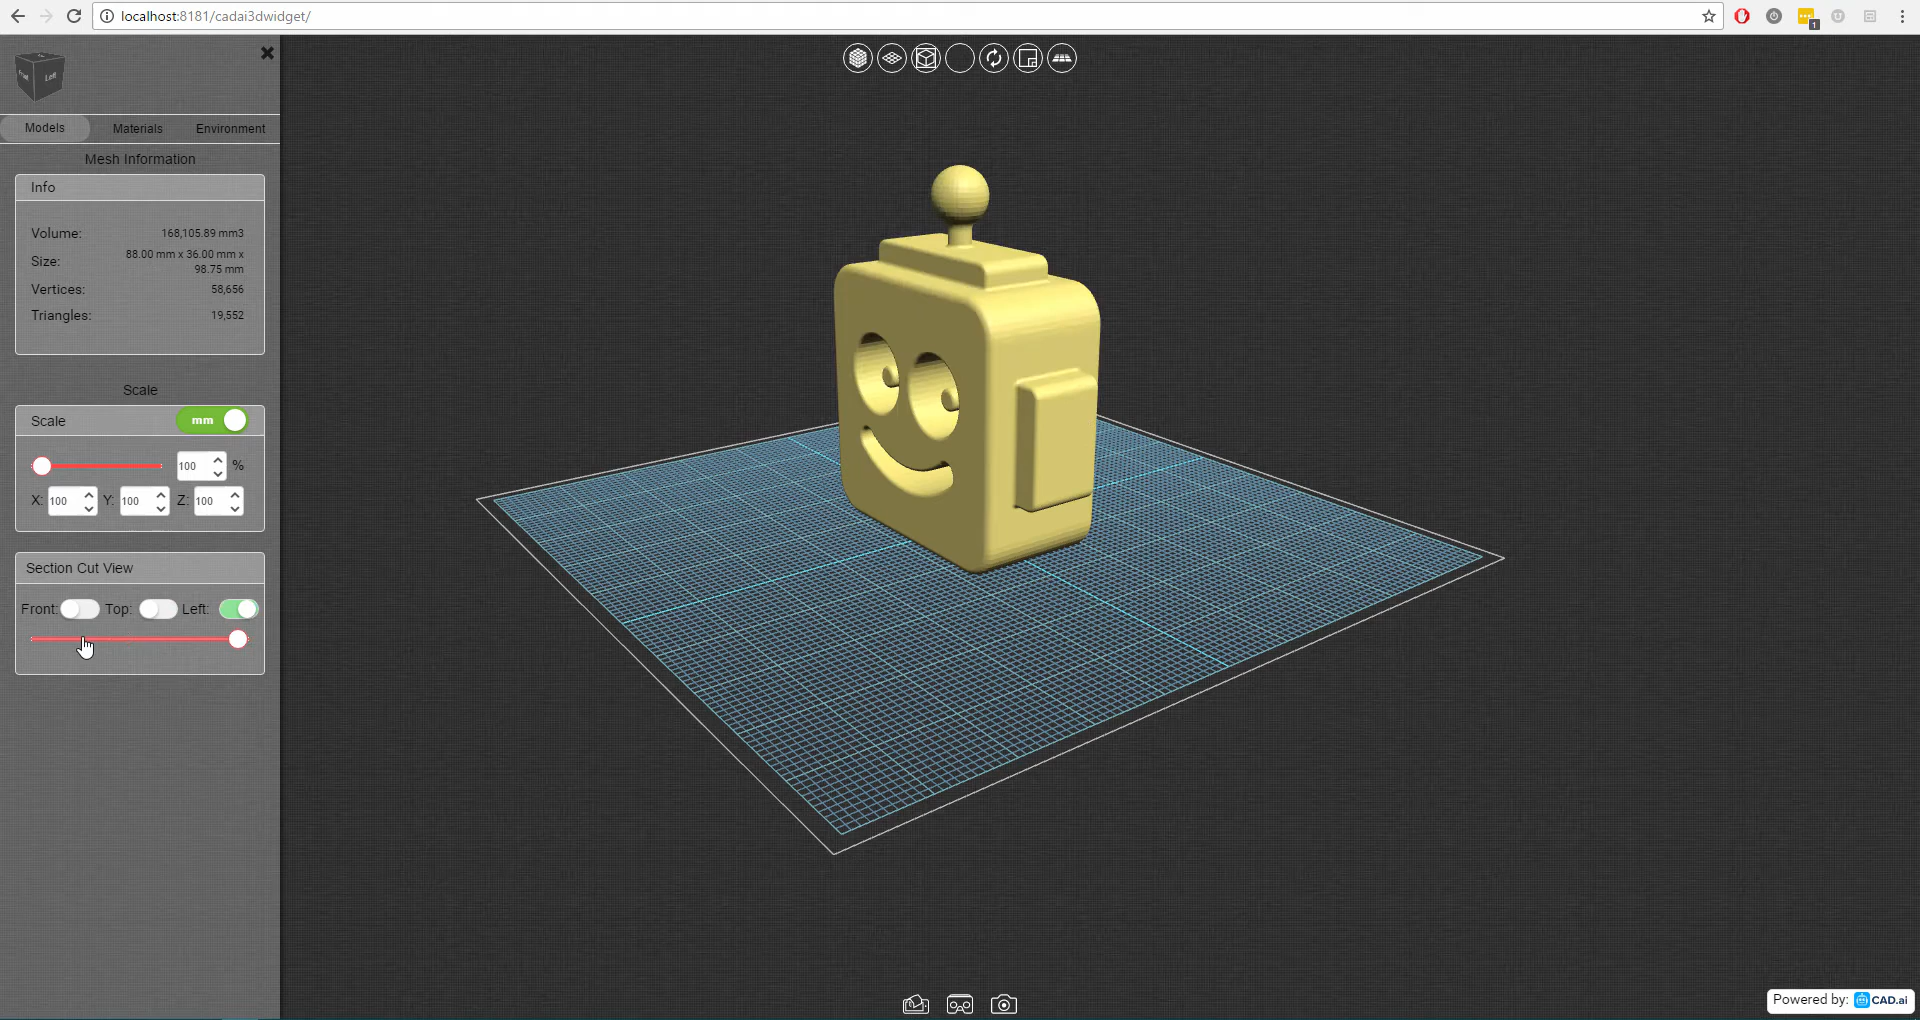 localhost:8181/cadai3dwidget/
1
Left
Models Materials Environment
Mesh Information
Info
Volume: 168,105.89 mm3
Size: 88.00 mm x 36.00 mm x
98.75 mm
Vertices: 58,656
Triangles: 19,552
Scale
Scale mm
100 %
X: 100 Y: 100 Z: 100
Section Cut View
Front: Top: Left:
Powered by: CAD.ai